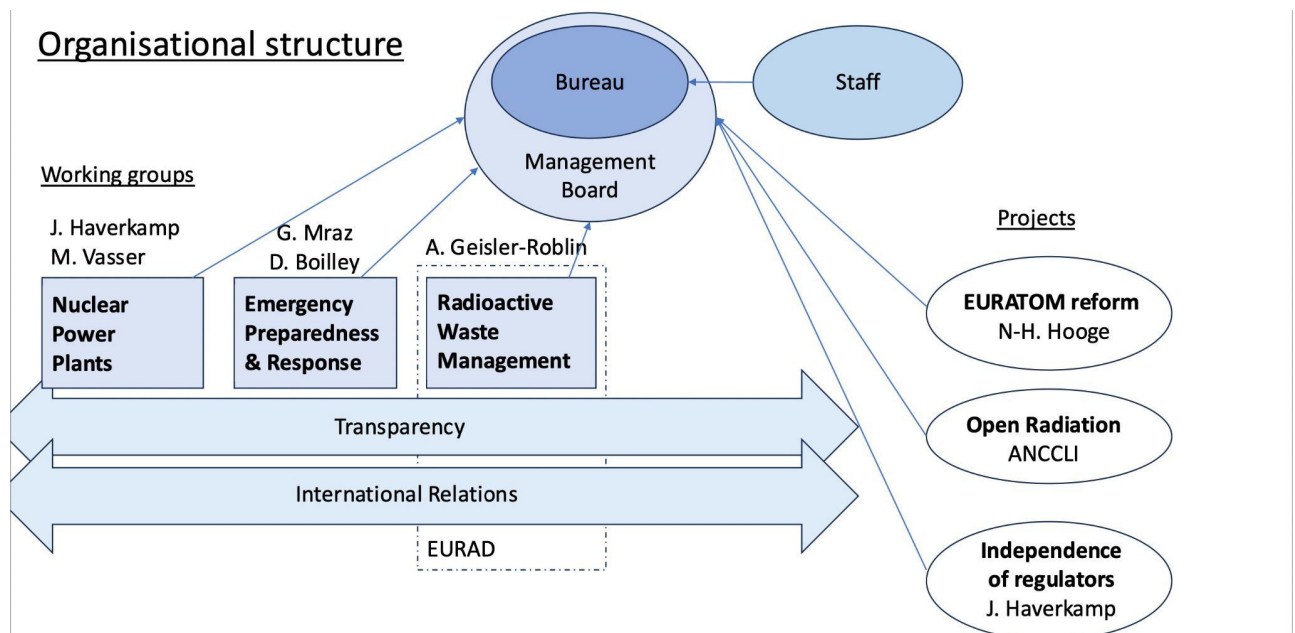 Organisational structure
Bureau
Staff
Management
Board
Working groups
J. Haverkamp
M. Vasser
G. Mraz
D. Boilley
A. Geisler-Roblin
Projects
Nuclear
Power
Plants
Emergency
Preparedness
& Response
Radioactive
Waste
Management
EURATOM reform
N-H. Hooge
Transparency
Open Radiation
ANCCLI
International Relations
EURAD
Independence
of regulators
J. Haverkamp